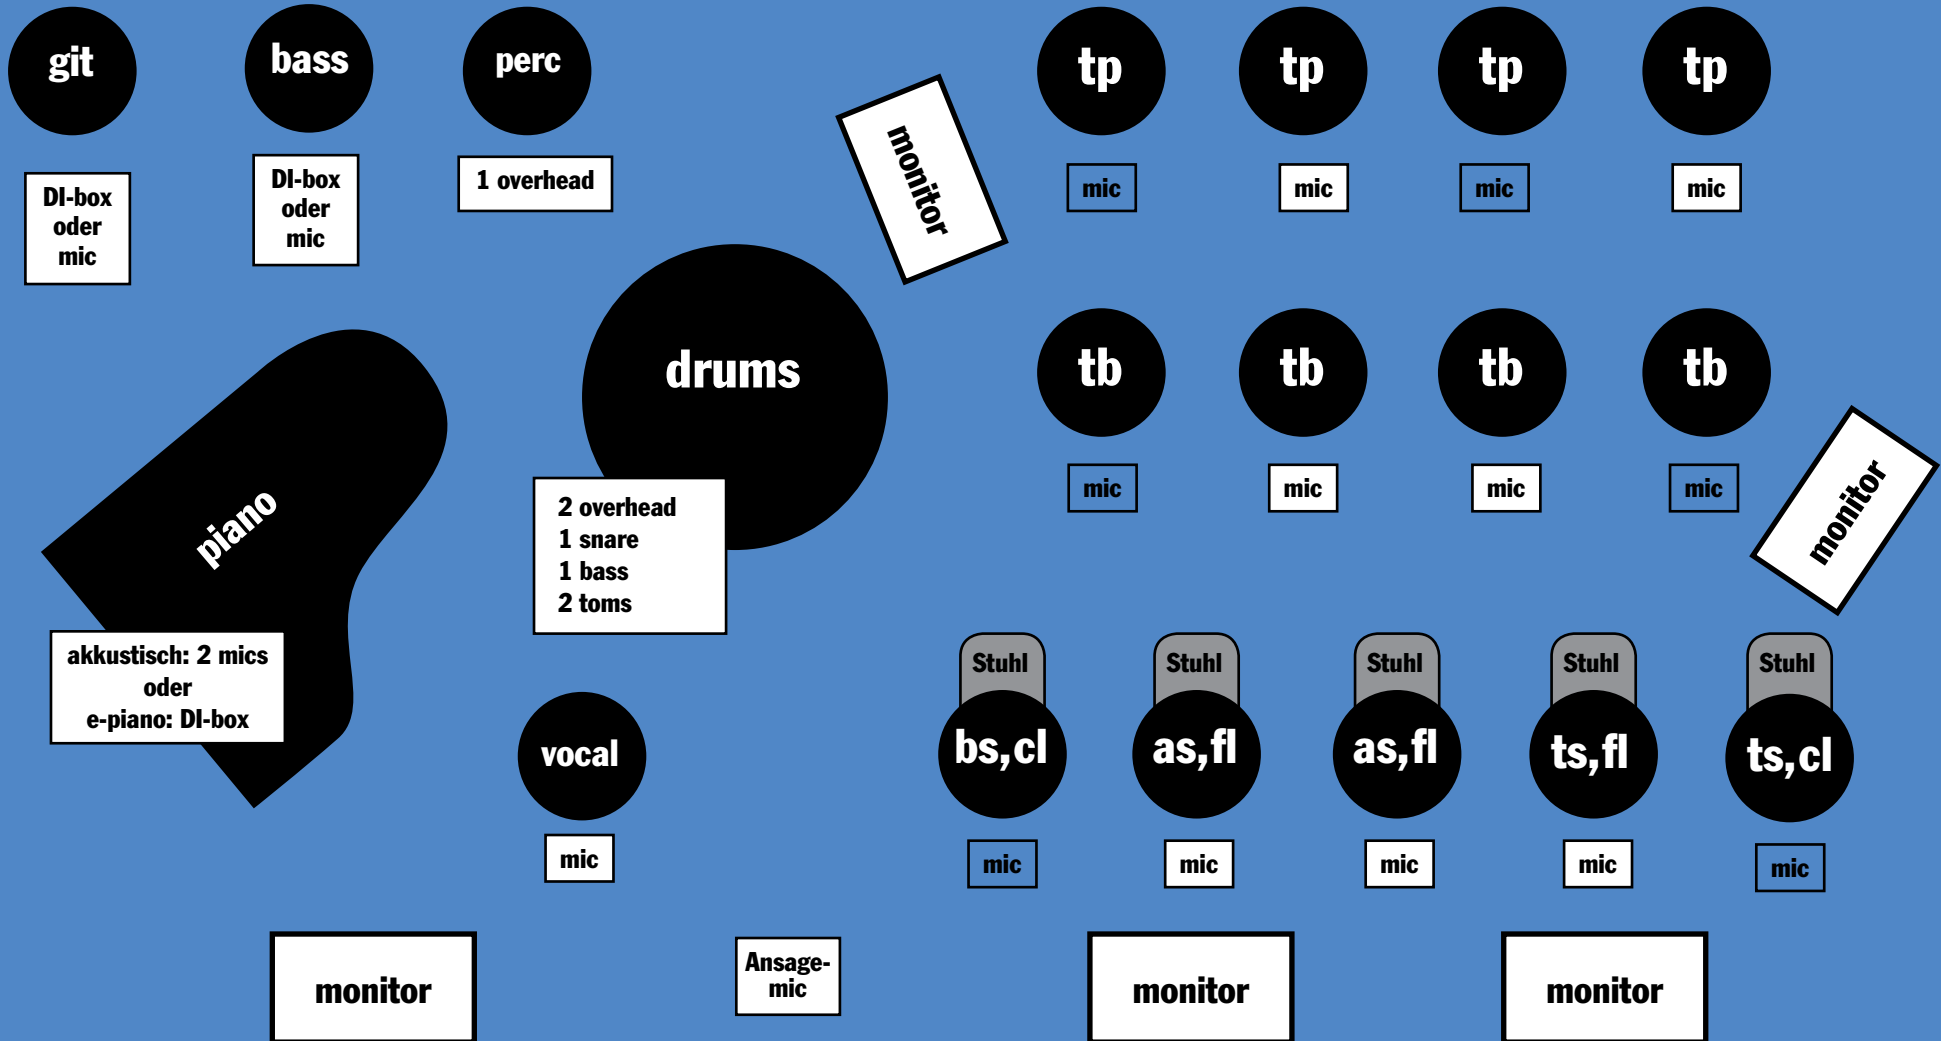 git
bass
perc
tp
tp
tp
tp
DI-box
oder
mic
DI-box
oder
mic
1 overhead
monitor
mic
mic
mic
mic
drums
tb
tb
tb
tb
2 overhead
1 snare
1 bass
2 toms
mic
mic
mic
mic
monitor
piano
akkustisch: 2 mics
oder
e-piano: DI-box
vocal
mic
Stuhl
Stuhl
Stuhl
Stuhl
Stuhl
bs,cl
as,fl
as,fl
ts,fl
ts,cl
mic
mic
mic
mic
mic
monitor
Ansage-
mic
monitor
monitor